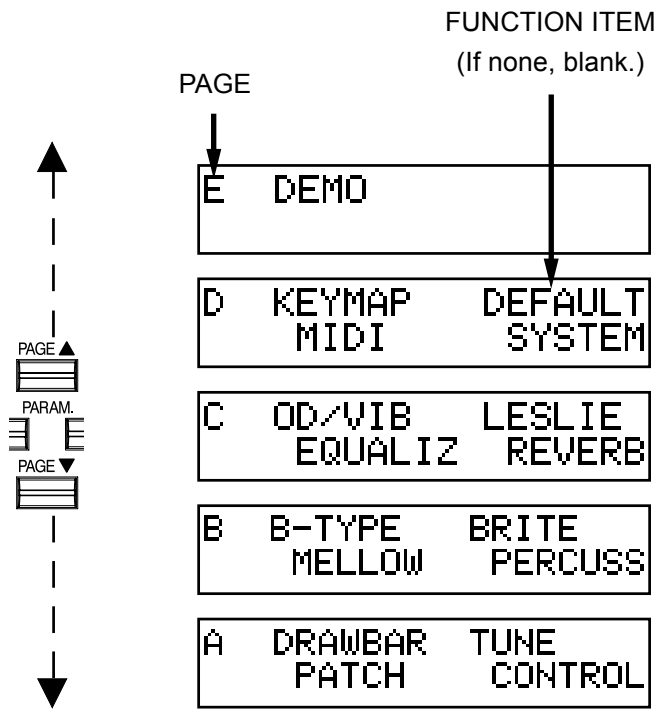 FUNCTION ITEM
(If none, blank.)
PAGE
E DEMO
D KEYMAP DEFAULT
MIDI SYSTEM
PAGE ▲
PARAM.
PAGE ▼
C OD/VIB LESLIE
EQUALIZ REVERB
B B-TYPE BRITE
MELLOW PERCUSS
A DRAWBAR TUNE
PATCH CONTROL